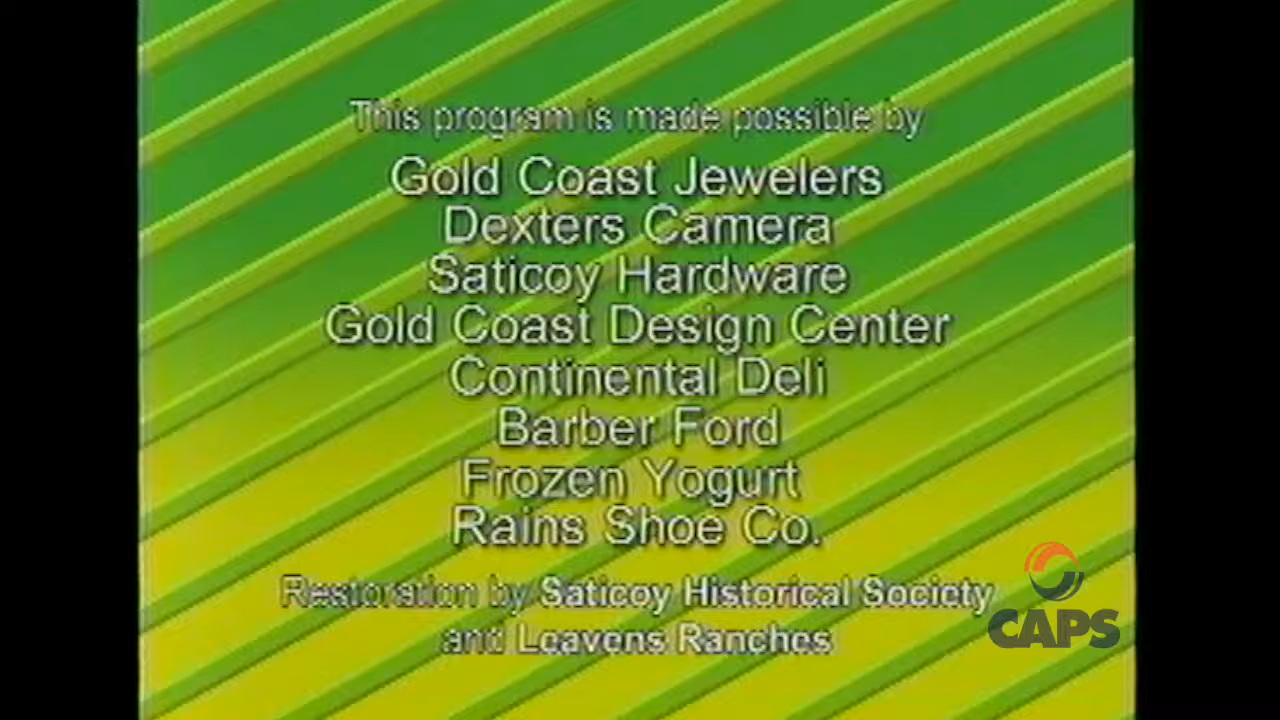 This program is made possible by
Gold Coast Jewelers
Dexters Camera
Saticoy Hardware
Gold Coast Design Center
Continental Deli
Barber Ford
Frozen Yogurt
Rains Shoe Co.
Restoration by Saticoy Historical Society
and Leavens Ranches
CAPS